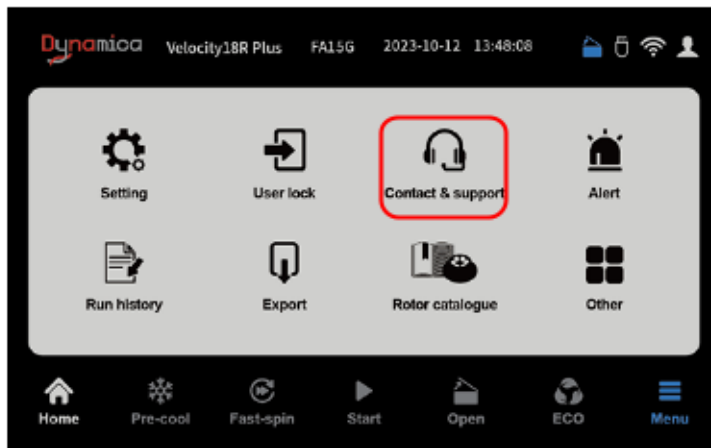 Dynamica Velocity18R Plus FA15G 2023-10-12 13:48:08
Setting User lock Contact & support Alert
Run history Export Rotor catalogue Other
Home Pre-cool Fast-spin Start Open ECO Menu